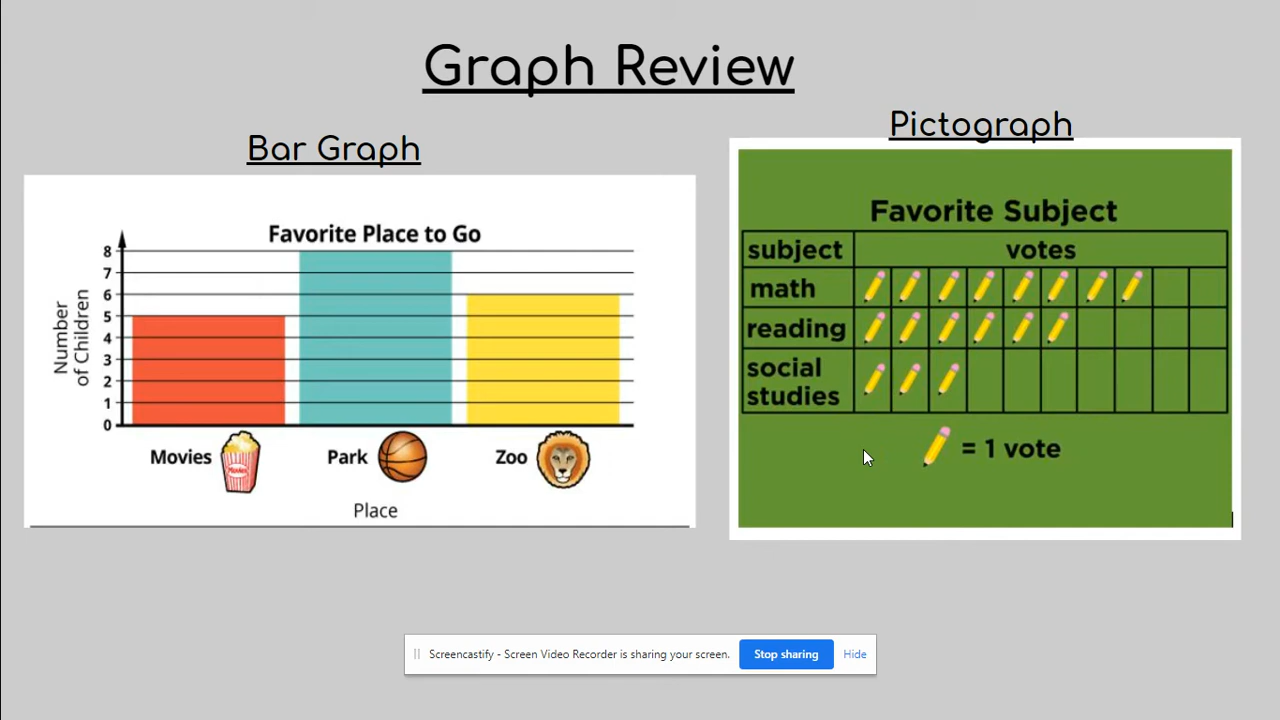 Graph Review
Bar Graph
Favorite Place to Go
Number
of Children
8
7
6
5
4
3
2
1
0
Movies Park Zoo
Place
Pictograph
Favorite Subject
subject votes
math
reading
social
studies
= 1 vote
Screencastify - Screen Video Recorder is sharing your screen. Stop sharing Hide